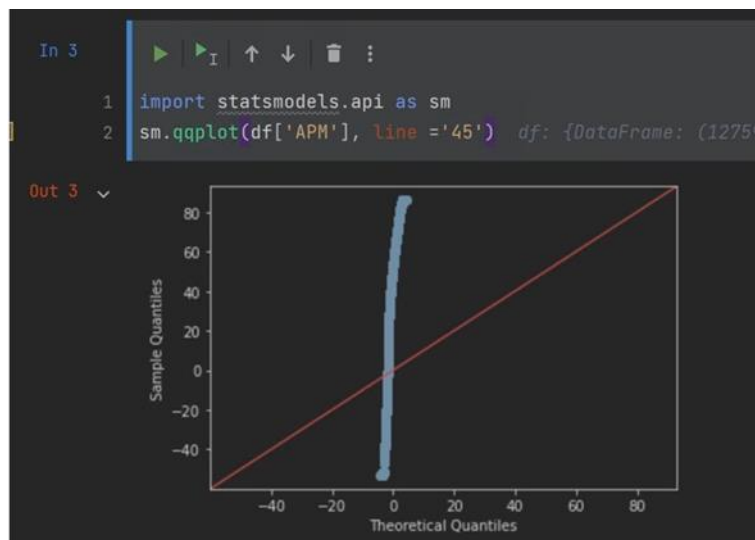 In 3
1 import statsmodels.api as sm
2 sm.qqplot(df['APM'], line ='45') df: {DataFrame: (1275
Out 3
80
60
40
20
0
−20
−40
Sample Quantiles
−40 −20 0 20 40 60 80
Theoretical Quantiles